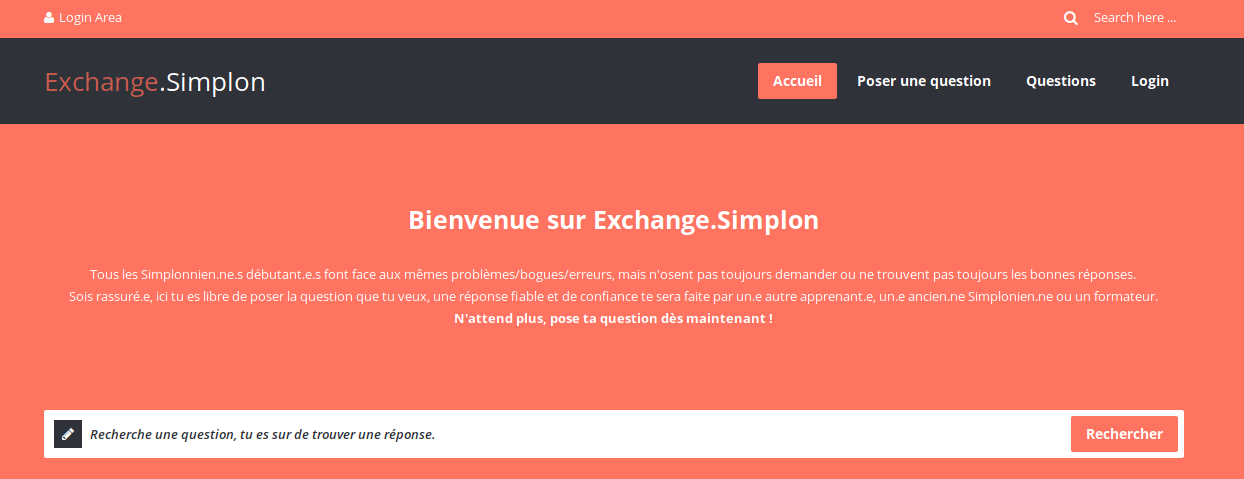 Login Area
Search here ...
Exchange.Simplon
Accueil
Poser une question
Questions
Login
Bienvenue sur Exchange.Simplon
Tous les Simplonnien.ne.s débutant.e.s font face aux mêmes problèmes/bogues/erreurs, mais n'osent pas toujours demander ou ne trouvent pas toujours les bonnes réponses.
Sois rassuré.e, ici tu es libre de poser la question que tu veux, une réponse fiable et de confiance te sera faite par un.e autre apprenant.e, un.e ancien.ne Simplonien.ne ou un formateur.
N'attend plus, pose ta question dès maintenant !
Recherche une question, tu es sur de trouver une réponse.
Rechercher